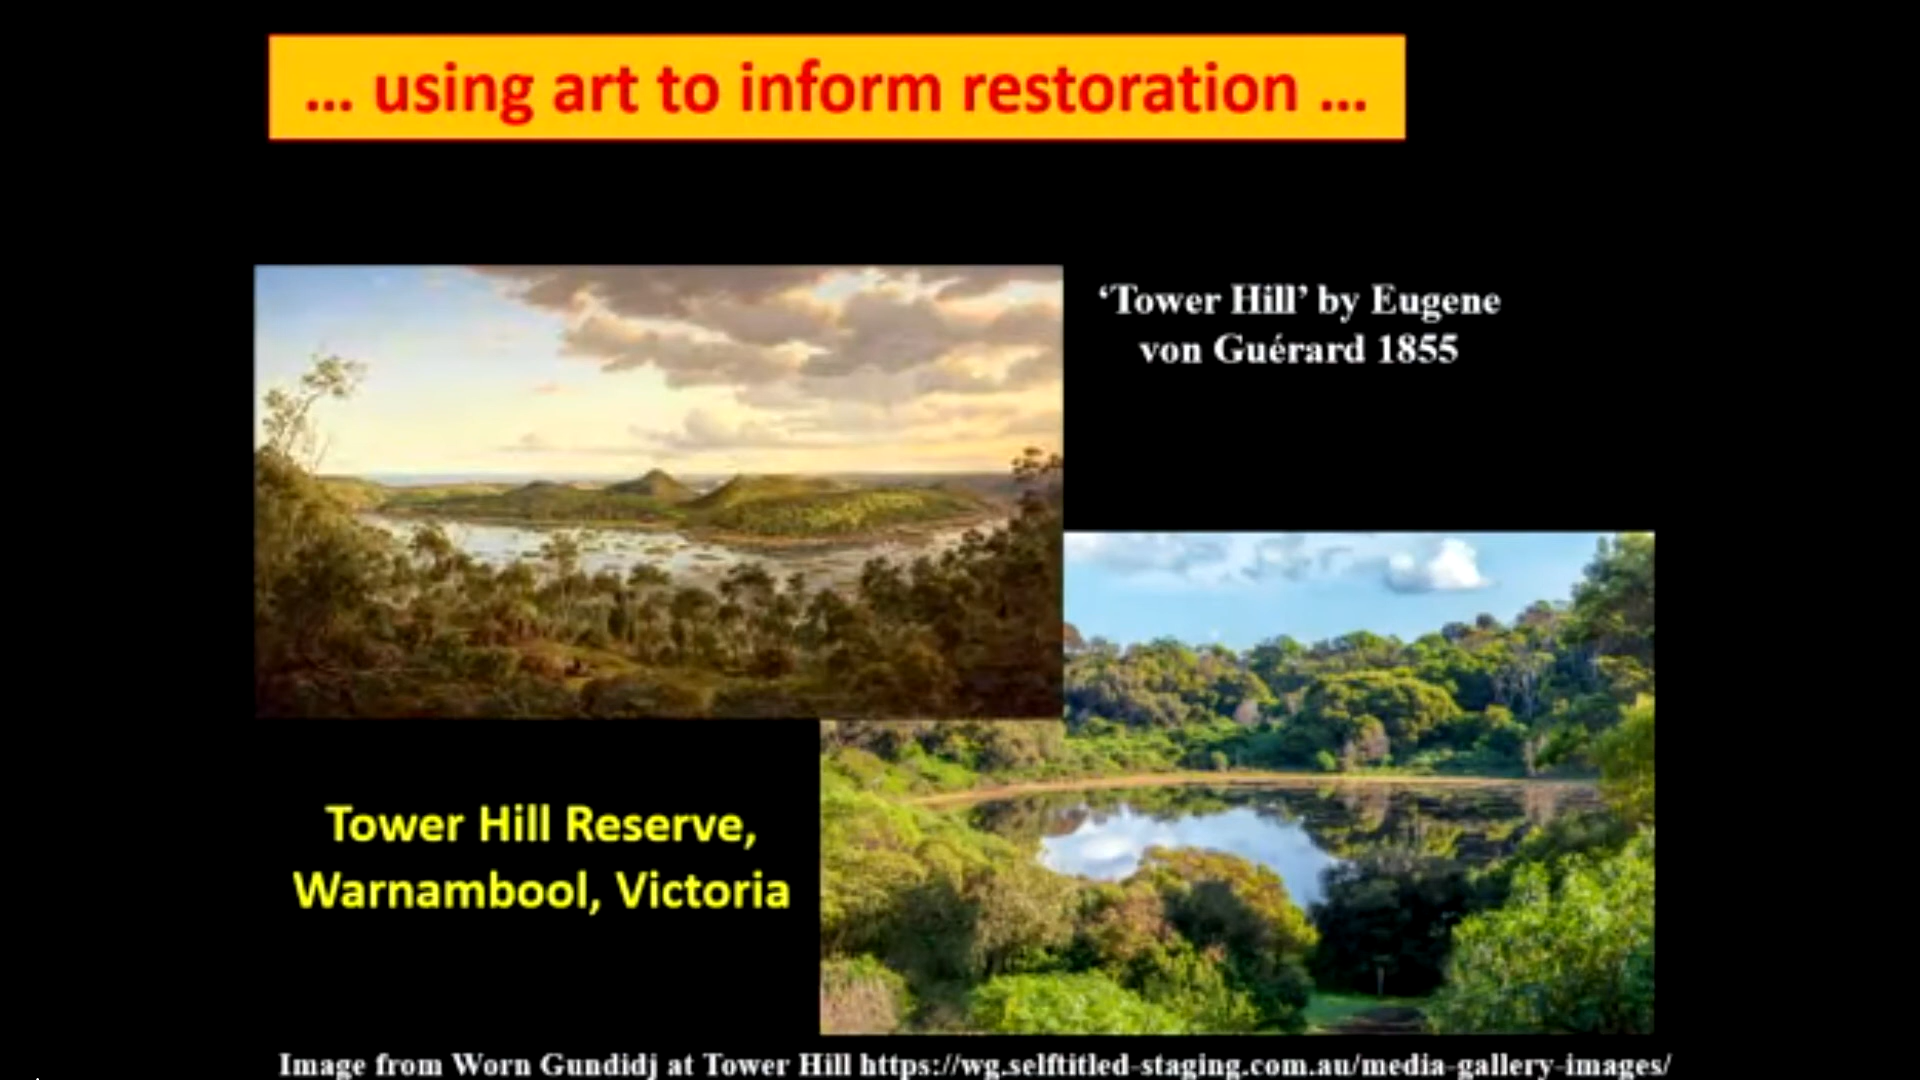 ... using art to inform restoration ...
‘Tower Hill’ by Eugene
von Guérard 1855
Tower Hill Reserve,
Warnambool, Victoria
Image from Worn Gundidj at Tower Hill https://wg.selftitled-staging.com.au/media-gallery-images/